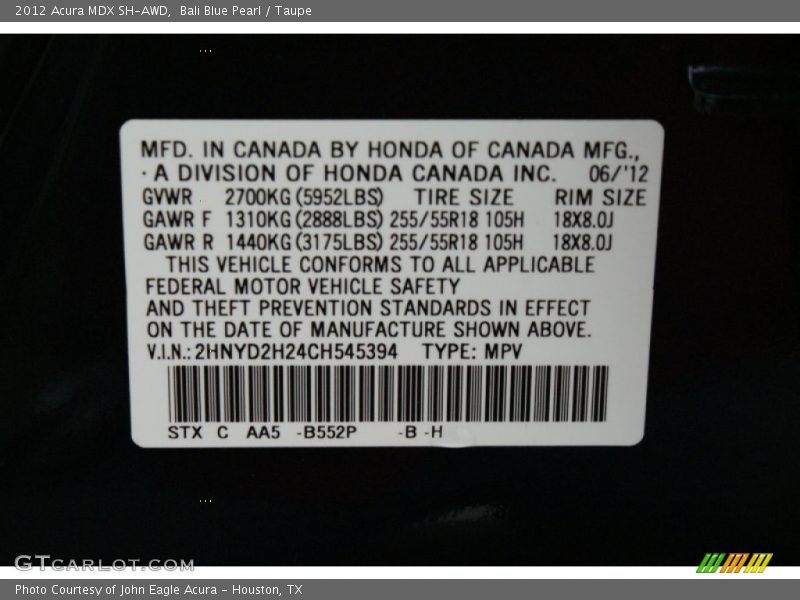 2012 Acura MDX SH-AWD,  Bali Blue Pearl / Taupe
MFD. IN CANADA BY HONDA OF CANADA MFG.,
· A DIVISION OF HONDA CANADA INC.   06/'12
GVWR   2700KG (5952LBS)   TIRE SIZE   RIM SIZE
GAWR F  1310KG (2888LBS)  255/55R18 105H   18X8.0J
GAWR R  1440KG (3175LBS)  255/55R18 105H   18X8.0J
THIS VEHICLE CONFORMS TO ALL APPLICABLE
FEDERAL MOTOR VEHICLE SAFETY
AND THEFT PREVENTION STANDARDS IN EFFECT
ON THE DATE OF MANUFACTURE SHOWN ABOVE.
V.I.N.: 2HNYD2H24CH545394   TYPE: MPV
STX  C  AA5  -B552P   -B -H
GTCARLOT.COM
Photo Courtesy of John Eagle Acura - Houston, TX